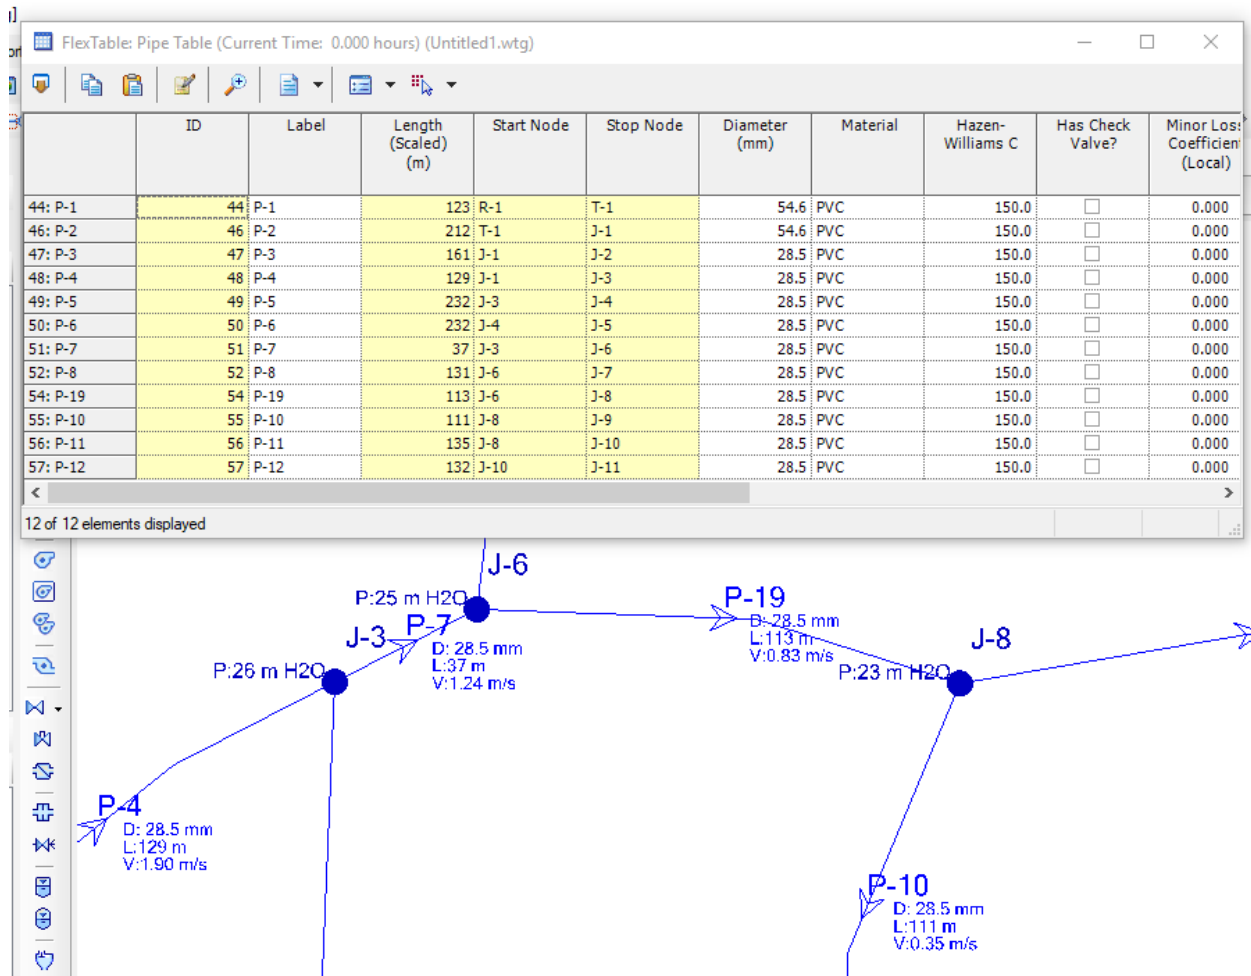 FlexTable: Pipe Table (Current Time: 0.000 hours) (Untitled1.wtg)
ID Label Length (Scaled) (m) Start Node Stop Node Diameter (mm) Material Hazen-Williams C Has Check Valve? Minor Loss Coefficient (Local)
44: P-1 44 P-1 123 R-1 T-1 54.6 PVC 150.0 0.000
46: P-2 46 P-2 212 T-1 J-1 54.6 PVC 150.0 0.000
47: P-3 47 P-3 161 J-1 J-2 28.5 PVC 150.0 0.000
48: P-4 48 P-4 129 J-1 J-3 28.5 PVC 150.0 0.000
49: P-5 49 P-5 232 J-3 J-4 28.5 PVC 150.0 0.000
50: P-6 50 P-6 232 J-4 J-5 28.5 PVC 150.0 0.000
51: P-7 51 P-7 37 J-3 J-6 28.5 PVC 150.0 0.000
52: P-8 52 P-8 131 J-6 J-7 28.5 PVC 150.0 0.000
54: P-19 54 P-19 113 J-6 J-8 28.5 PVC 150.0 0.000
55: P-10 55 P-10 111 J-8 J-9 28.5 PVC 150.0 0.000
56: P-11 56 P-11 135 J-8 J-10 28.5 PVC 150.0 0.000
57: P-12 57 P-12 132 J-10 J-11 28.5 PVC 150.0 0.000
12 of 12 elements displayed
J-6
P:25 m H2O
P-7
D: 28.5 mm
L:37 m
V:1.24 m/s
J-3
P:26 m H2O
P-19
D: 28.5 mm
L:113 m
V:0.83 m/s
J-8
P:23 m H2O
P-4
D: 28.5 mm
L:129 m
V:1.90 m/s
P-10
D: 28.5 mm
L:111 m
V:0.35 m/s